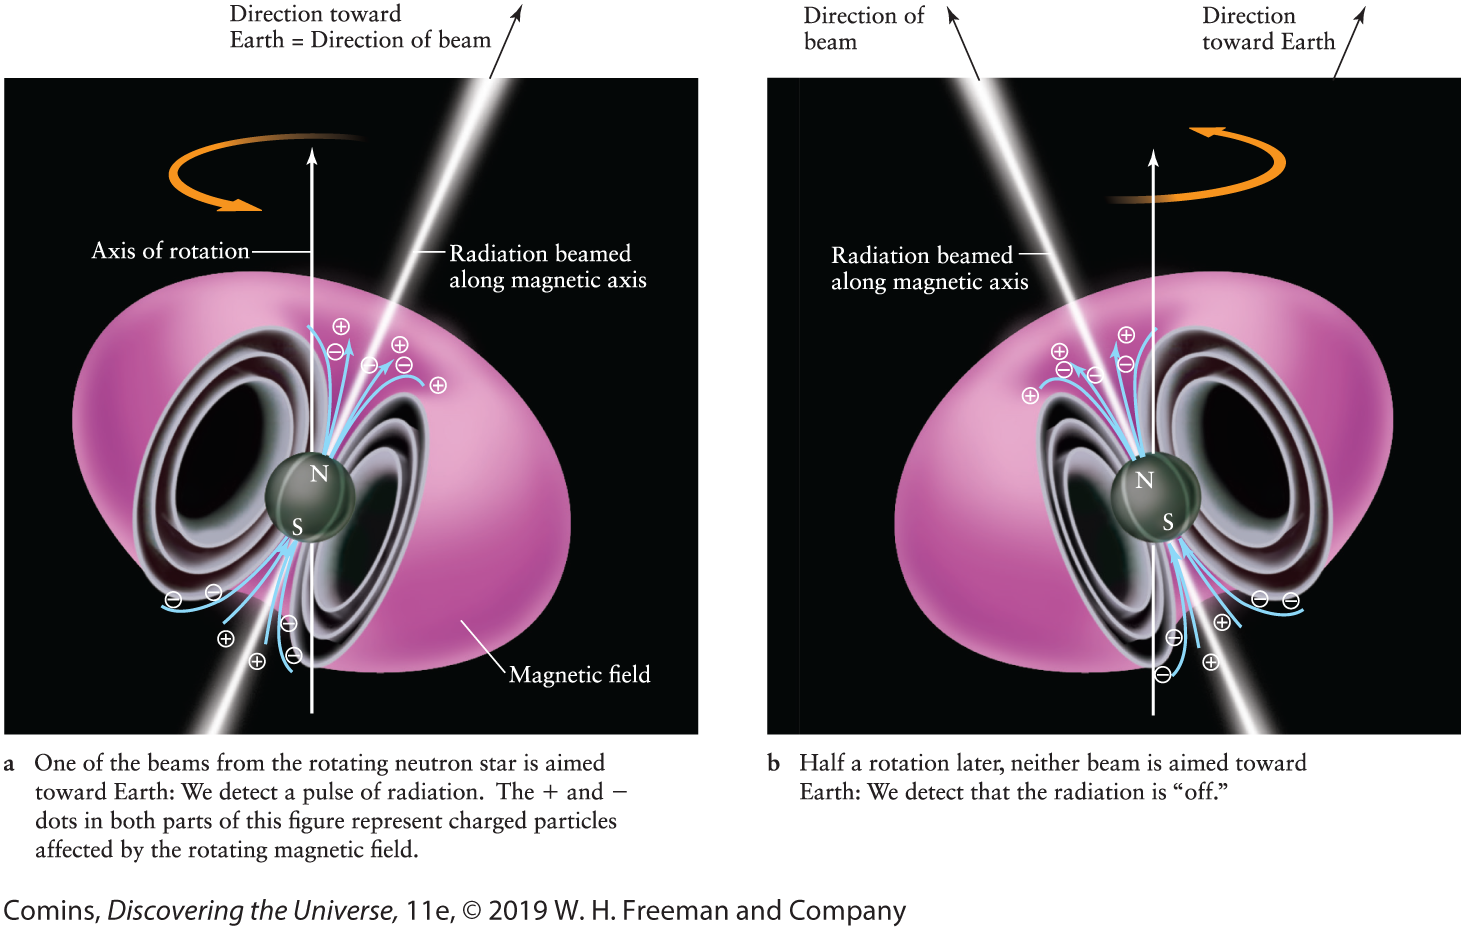 Direction toward
Earth = Direction of beam
Axis of rotation
Radiation beamed
along magnetic axis
⊕
⊖
⊖
⊕
⊖
⊕
N
S
⊖
⊖
⊕
⊕
⊖
⊖
Magnetic field
a One of the beams from the rotating neutron star is aimed
toward Earth: We detect a pulse of radiation. The + and −
dots in both parts of this figure represent charged particles
affected by the rotating magnetic field.
Direction of
beam
Direction
toward Earth
Radiation beamed
along magnetic axis
⊕
⊖
⊕
⊖
⊖
⊕
N
S
⊖
⊖
⊕
⊖
⊕
⊖
b Half a rotation later, neither beam is aimed toward
Earth: We detect that the radiation is “off.”
Comins, Discovering the Universe, 11e, © 2019 W. H. Freeman and Company